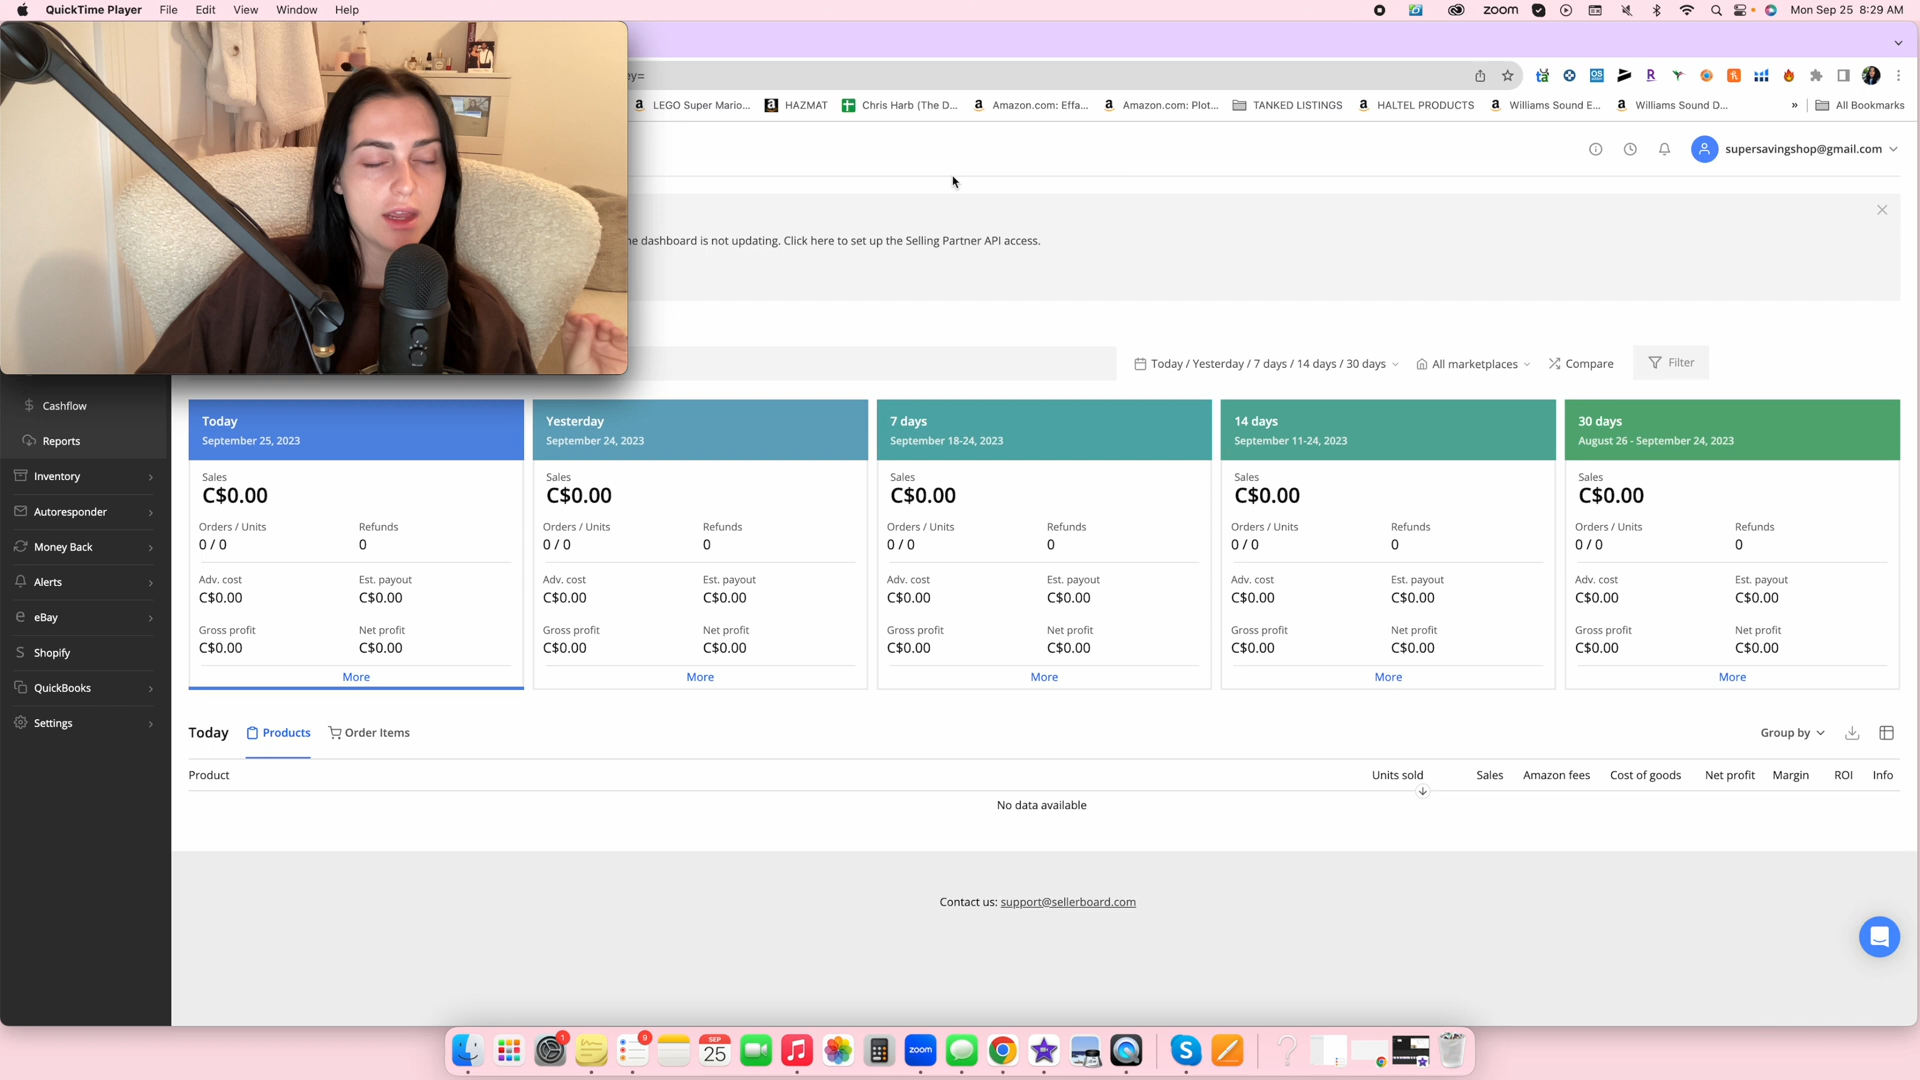 QuickTime Player File Edit View Window Help
zoom Mon Sep 25 8:29 AM
ey=
LEGO Super Mario... HAZMAT Chris Harb (The D... Amazon.com: Effa... Amazon.com: Plot... TANKED LISTINGS HALTEL PRODUCTS Williams Sound E... Williams Sound D... » All Bookmarks
supersavingshop@gmail.com
e dashboard is not updating. Click here to set up the Selling Partner API access.
Today / Yesterday / 7 days / 14 days / 30 days All marketplaces Compare Filter
Cashflow
Reports
Inventory
Autoresponder
Money Back
Alerts
eBay
Shopify
QuickBooks
Settings
Today Yesterday 7 days 14 days 30 days
September 25, 2023 September 24, 2023 September 18-24, 2023 September 11-24, 2023 August 26 - September 24, 2023
Sales Sales Sales Sales Sales
C$0.00 C$0.00 C$0.00 C$0.00 C$0.00
Orders / Units Refunds Orders / Units Refunds Orders / Units Refunds Orders / Units Refunds Orders / Units Refunds
0 / 0 0 0 / 0 0 0 / 0 0 0 / 0 0 0 / 0 0
Adv. cost Est. payout Adv. cost Est. payout Adv. cost Est. payout Adv. cost Est. payout Adv. cost Est. payout
C$0.00 C$0.00 C$0.00 C$0.00 C$0.00 C$0.00 C$0.00 C$0.00 C$0.00 C$0.00
Gross profit Net profit Gross profit Net profit Gross profit Net profit Gross profit Net profit Gross profit Net profit
C$0.00 C$0.00 C$0.00 C$0.00 C$0.00 C$0.00 C$0.00 C$0.00 C$0.00 C$0.00
More More More More More
Today Products Order Items Group by
Product Units sold Sales Amazon fees Cost of goods Net profit Margin ROI Info
No data available
Contact us: support@sellerboard.com
1 9 SEP 25 zoom